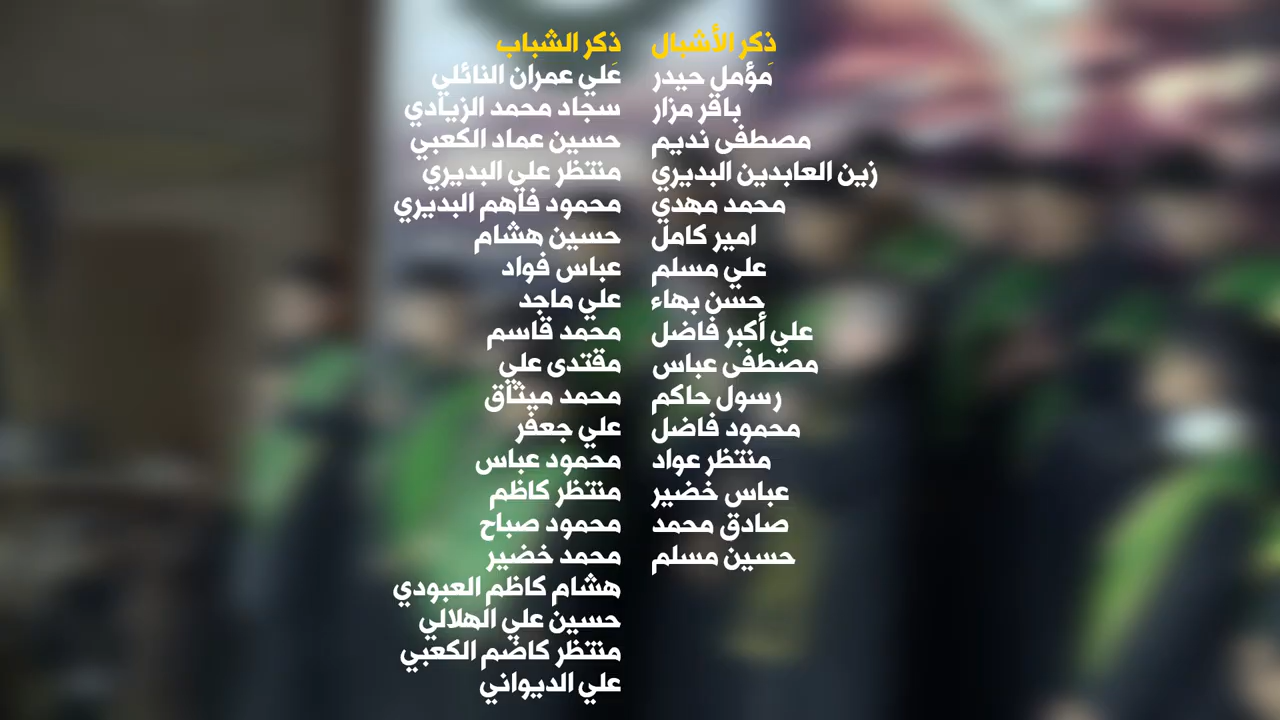 ذكر الأشبال
مؤمل حيدر
باقر مزار
مصطفى نديم
زين العابدين البديري
محمد مهدي
امير كامل
علي مسلم
حسن بهاء
علي أكبر فاضل
مصطفى عباس
رسول حاكم
محمود فاضل
منتظر عواد
عباس خضير
صادق محمد
حسين مسلم
ذكر الشباب
علي عمران النائلي
سجاد محمد الزيادي
حسين عماد الكعبي
منتظر علي البديري
محمود فاهم البديري
حسين هشام
عباس فواد
علي ماجد
محمد قاسم
مقتدى علي
محمد ميثاق
علي جعفر
محمود عباس
منتظر كاظم
محمود صباح
محمد خضير
هشام كاظم العبودي
حسين علي الهلالي
منتظر كاضم الكعبي
علي الديواني